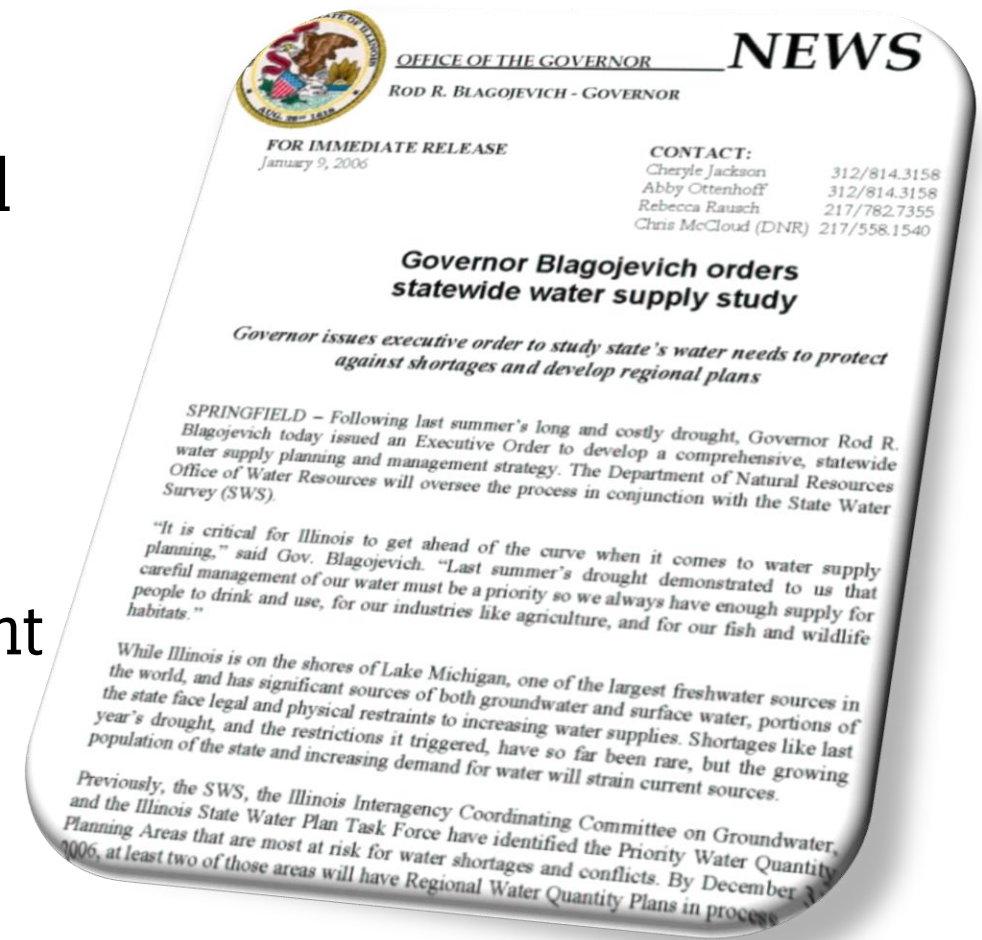 OFFICE OF THE GOVERNOR
NEWS
ROD R. BLAGOJEVICH - GOVERNOR
AUG. 26TH 1818
FOR IMMEDIATE RELEASE
January 9, 2006
CONTACT:
Cheryle Jackson 312/814.3158
Abby Ottenhoff 312/814.3158
Rebecca Rausch 217/782.7355
Chris McCloud (DNR) 217/558.1540
Governor Blagojevich orders
statewide water supply study
Governor issues executive order to study state's water needs to protect
against shortages and develop regional plans
SPRINGFIELD – Following last summer's long and costly drought, Governor Rod R.
Blagojevich today issued an Executive Order to develop a comprehensive, statewide
water supply planning and management strategy. The Department of Natural Resources
Office of Water Resources will oversee the process in conjunction with the State Water
Survey (SWS).
“It is critical for Illinois to get ahead of the curve when it comes to water supply
planning,” said Gov. Blagojevich. “Last summer's drought demonstrated to us that
careful management of our water must be a priority so we always have enough supply for
people to drink and use, for our industries like agriculture, and for our fish and wildlife
habitats.”
While Illinois is on the shores of Lake Michigan, one of the largest freshwater sources in
the world, and has significant sources of both groundwater and surface water, portions of
the state face legal and physical restraints to increasing water supplies. Shortages like last
year's drought, and the restrictions it triggered, have so far been rare, but the growing
population of the state and increasing demand for water will strain current sources.
Previously, the SWS, the Illinois Interagency Coordinating Committee on Groundwater,
and the Illinois State Water Plan Task Force have identified the Priority Water Quantity
Planning Areas that are most at risk for water shortages and conflicts. By December
2006, at least two of those areas will have Regional Water Quantity Plans in process